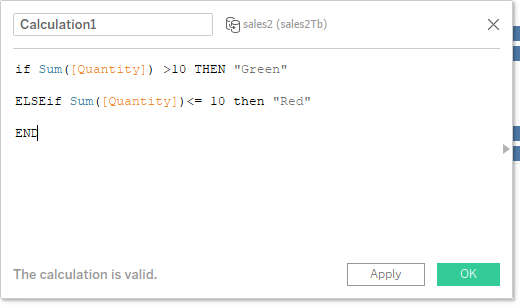 Calculation1
sales2 (sales2Tb)
if Sum([Quantity]) >10 THEN "Green"
ELSEif Sum([Quantity])<= 10 then "Red"
END
The calculation is valid.
Apply
OK